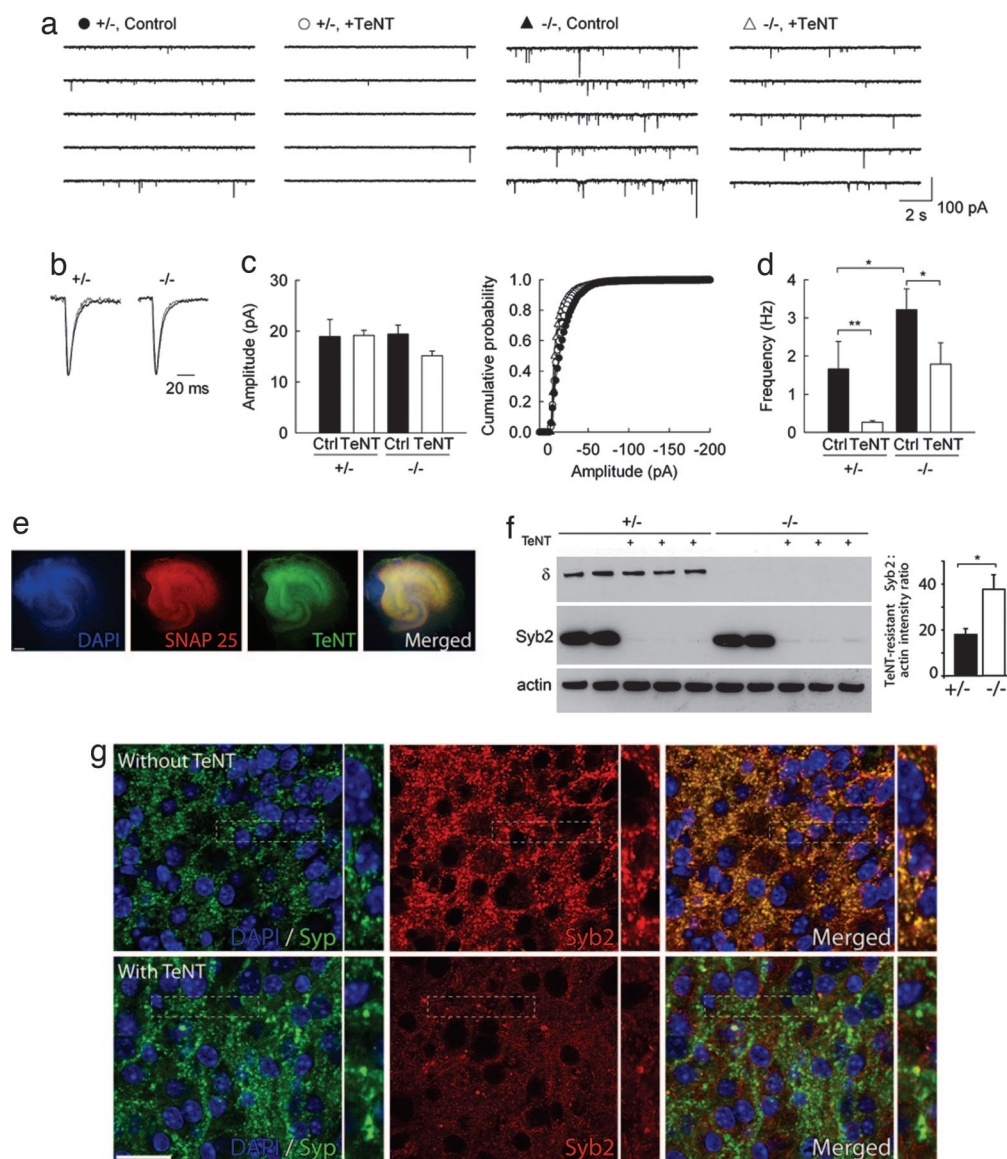 a
+/-, Control
+/-, +TeNT
-/-, Control
-/-, +TeNT
2 s
100 pA
b
+/-
-/-
20 ms
c
Amplitude (pA)
30
20
10
0
Ctrl TeNT Ctrl TeNT
+/- -/-
Cumulative probability
1.0
0.8
0.6
0.4
0.2
0.0
0 -50 -100 -150 -200
Amplitude (pA)
d
Frequency (Hz)
4
3
2
1
0
*
*
**
Ctrl TeNT Ctrl TeNT
+/- -/-
e
DAPI
SNAP 25
TeNT
Merged
f
+/- -/-
TeNT + + + + + +
δ
Syb2
actin
TeNT-resistant Syb2:
actin intensity ratio
40
20
0
*
+/- -/-
g
Without TeNT
DAPI / Syp
Syb2
Merged
With TeNT
DAPI / Syp
Syb2
Merged